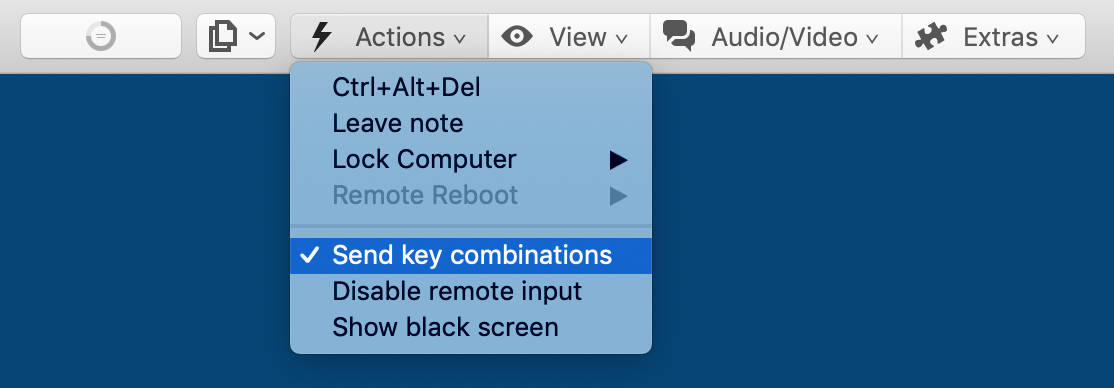 Actions
View
Audio/Video
Extras
Ctrl+Alt+Del
Leave note
Lock Computer
Remote Reboot
Send key combinations
Disable remote input
Show black screen